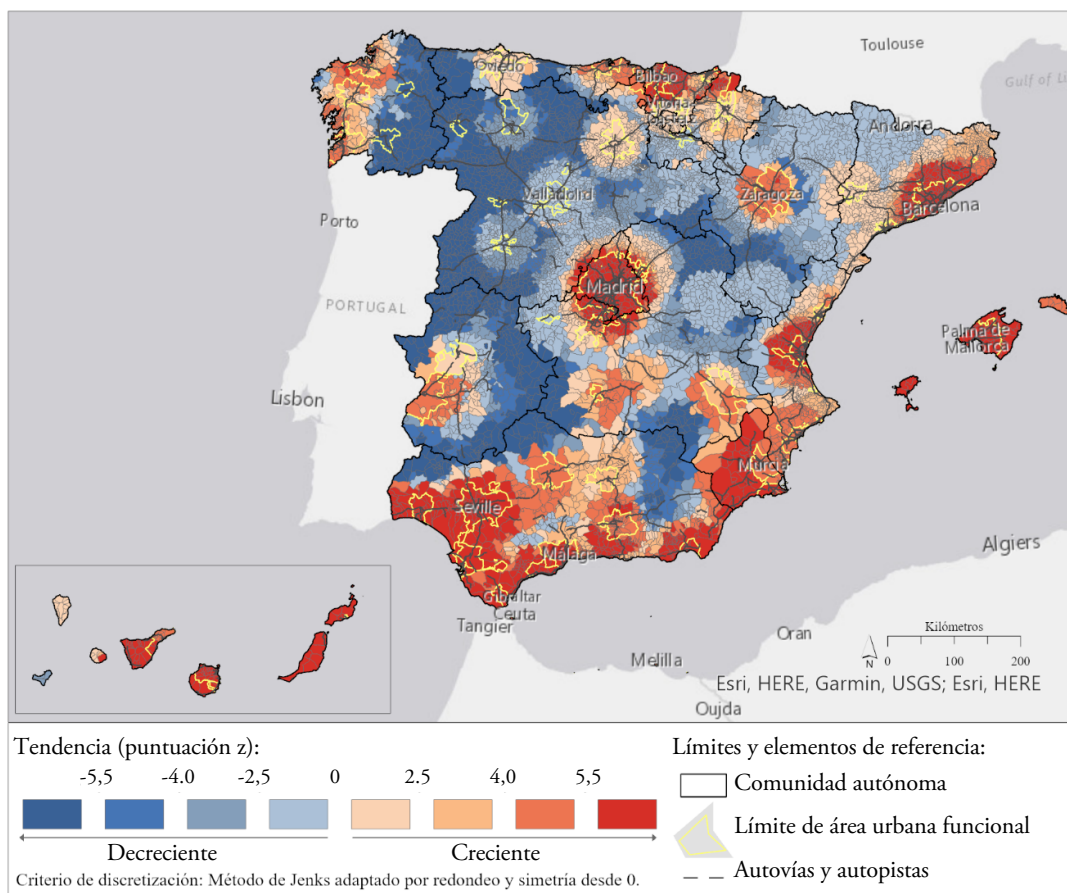 Toulouse
Gulf of Li
Oviedo
Bilbao
Vitoria-
Gasteiz
Andorra
Zaragoza
Barcelona
Valladolid
Porto
Madrid
PORTUGAL
Palma de
Mallorca
Lisbon
Murcia
Seville
Málaga
Algiers
Gibraltar
Ceuta
Tangier
Oran
Melilla
Oujda
Kilómetros
N
0 100 200
Esri, HERE, Garmin, USGS; Esri, HERE
Tendencia (puntuación z):
-5,5 -4.0 -2,5 0 2.5 4,0 5,5
Decreciente Creciente
Criterio de discretización: Método de Jenks adaptado por redondeo y simetría desde 0.
Límites y elementos de referencia:
Comunidad autónoma
Límite de área urbana funcional
Autovías y autopistas